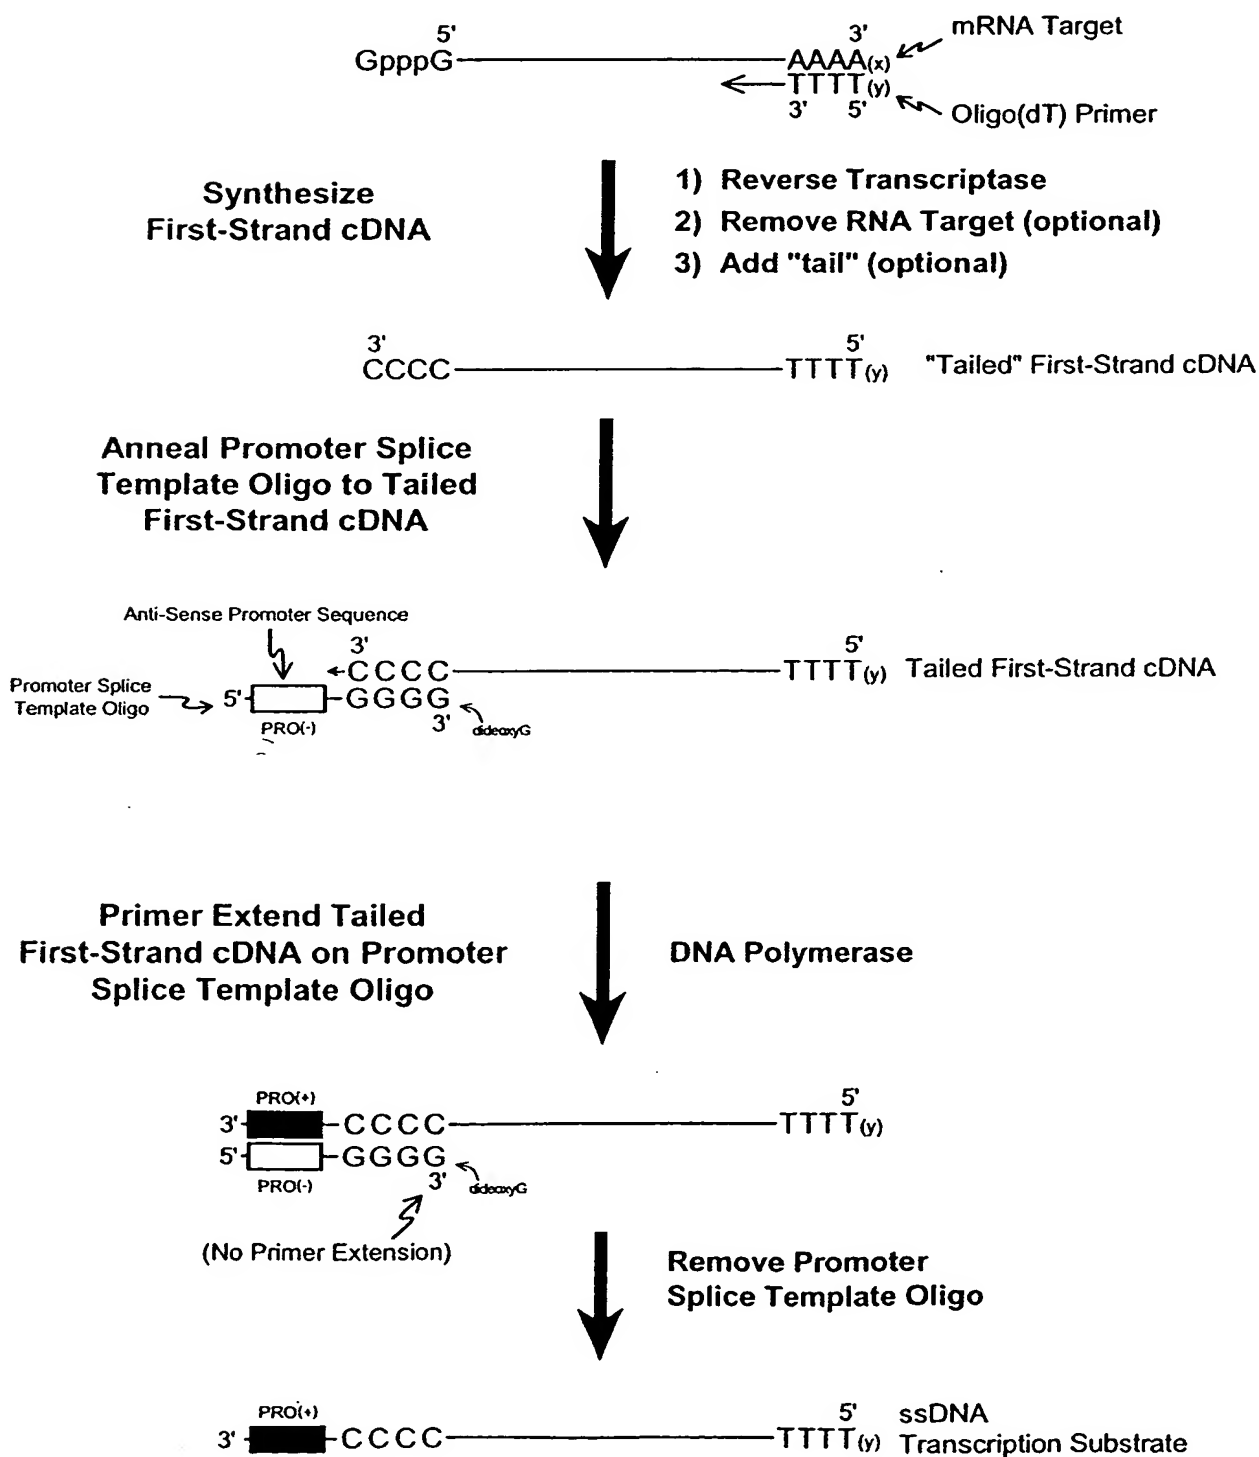 5' 3' mRNA Target
GpppG AAAA(x)
TTTT(y)
3' 5' Oligo(dT) Primer
Synthesize
First-Strand cDNA
1) Reverse Transcriptase
2) Remove RNA Target (optional)
3) Add "tail" (optional)
3' 5'
CCCC TTTT(y) "Tailed" First-Strand cDNA
Anneal Promoter Splice
Template Oligo to Tailed
First-Strand cDNA
Anti-Sense Promoter Sequence
3' 5'
CCCC TTTT(y) Tailed First-Strand cDNA
Promoter Splice
Template Oligo
5' GGGG
PRO(-) 3' dideoxyG
Primer Extend Tailed
First-Strand cDNA on Promoter
Splice Template Oligo
DNA Polymerase
PRO(+) 5'
3' CCCC TTTT(y)
5' GGGG
PRO(-) 3' dideoxyG
(No Primer Extension)
Remove Promoter
Splice Template Oligo
PRO(+) 5' ssDNA
3' CCCC TTTT(y) Transcription Substrate